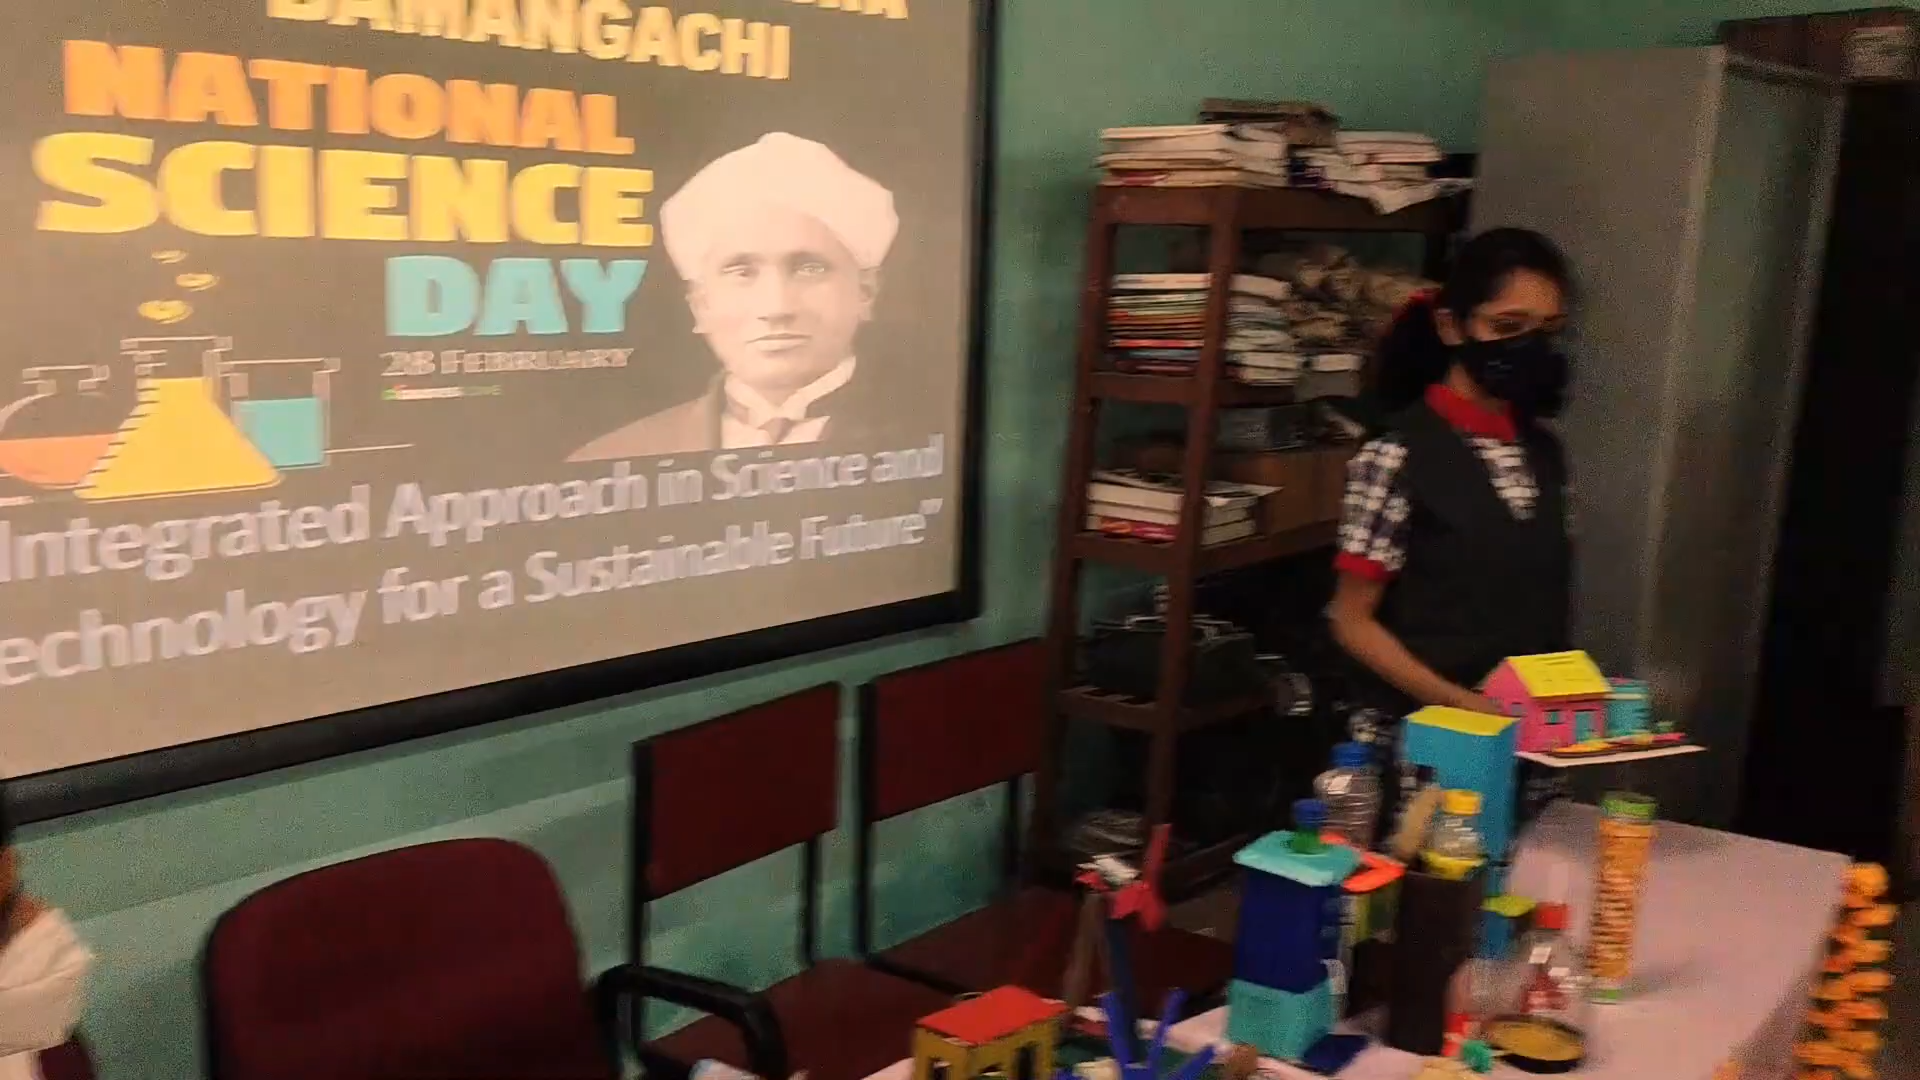 DAMANGACHI
NATIONAL
SCIENCE
DAY
28 FEBRUARY
Integrated Approach in Science and
echnology for a Sustainable Future”